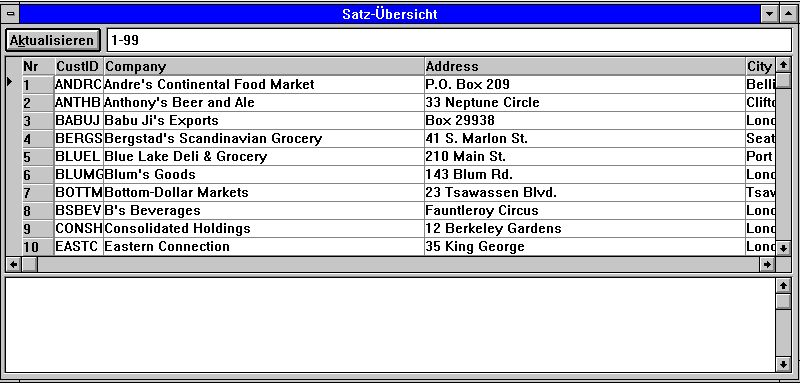 Satz-Übersicht
Aktualisieren 1-99
Nr CustID Company Address City
1 ANDRC Andre's Continental Food Market P.O. Box 209 Belli
2 ANTHB Anthony's Beer and Ale 33 Neptune Circle Clifto
3 BABUJ Babu Ji's Exports Box 29938 Lond
4 BERGS Bergstad's Scandinavian Grocery 41 S. Marlon St. Seat
5 BLUEL Blue Lake Deli & Grocery 210 Main St. Port
6 BLUMG Blum's Goods 143 Blum Rd. Lond
7 BOTTM Bottom-Dollar Markets 23 Tsawassen Blvd. Tsaw
8 BSBEV B's Beverages Fauntleroy Circus Lond
9 CONSH Consolidated Holdings 12 Berkeley Gardens Lond
10 EASTC Eastern Connection 35 King George Lond